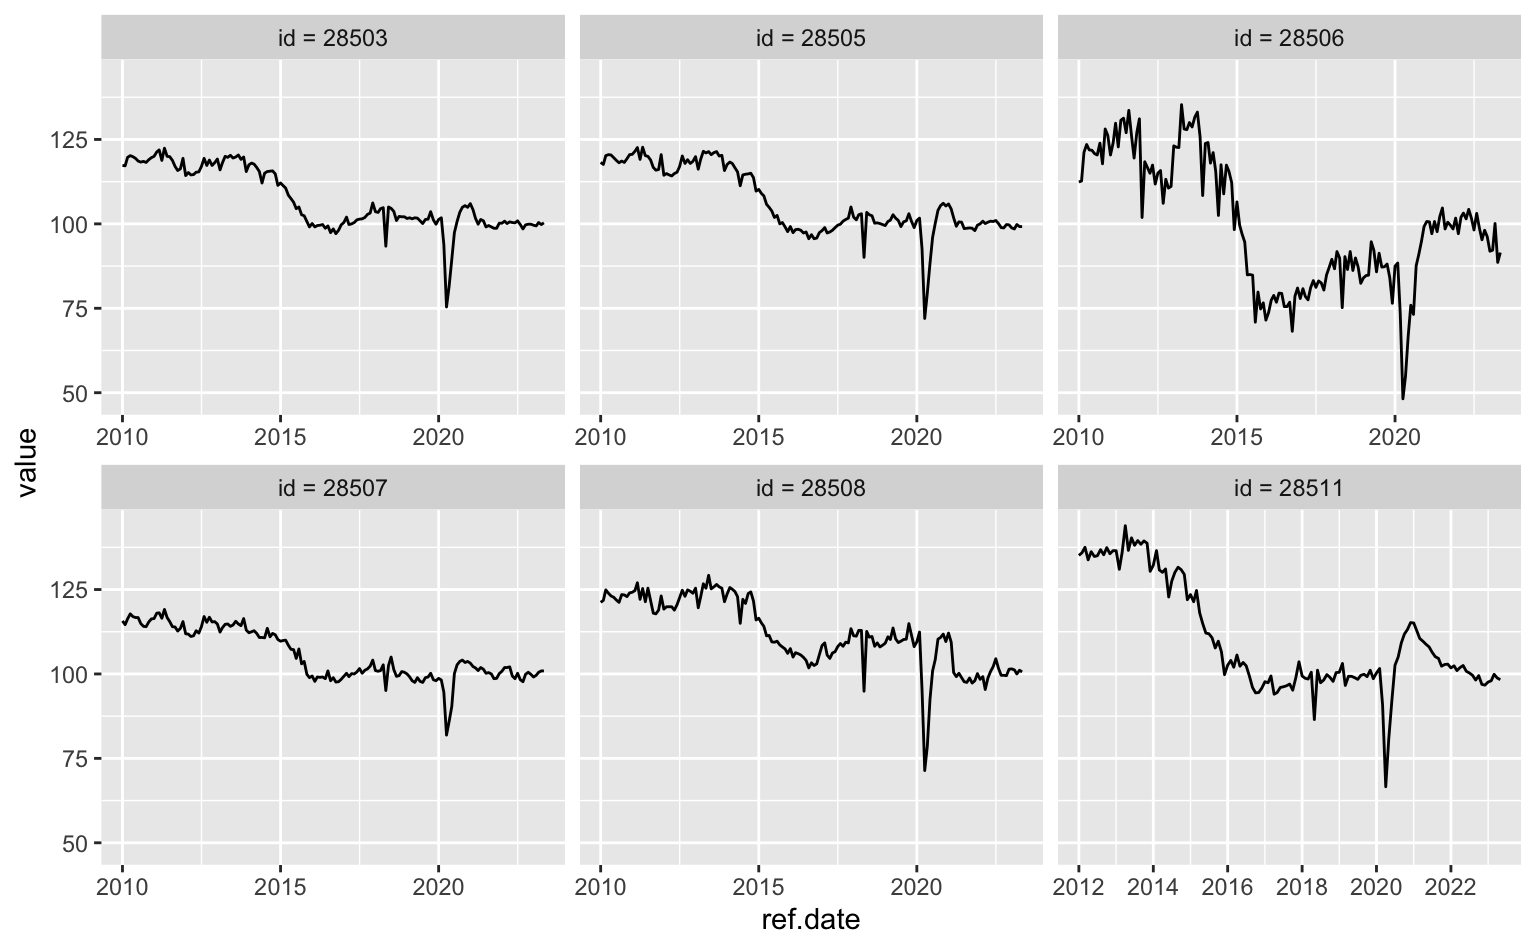 id = 28503
id = 28505
id = 28506
125
100
75
50
2010 2015 2020
2010 2015 2020
2010 2015 2020
value
id = 28507
id = 28508
id = 28511
125
100
75
50
2010 2015 2020
2010 2015 2020
2012 2014 2016 2018 2020 2022
ref.date